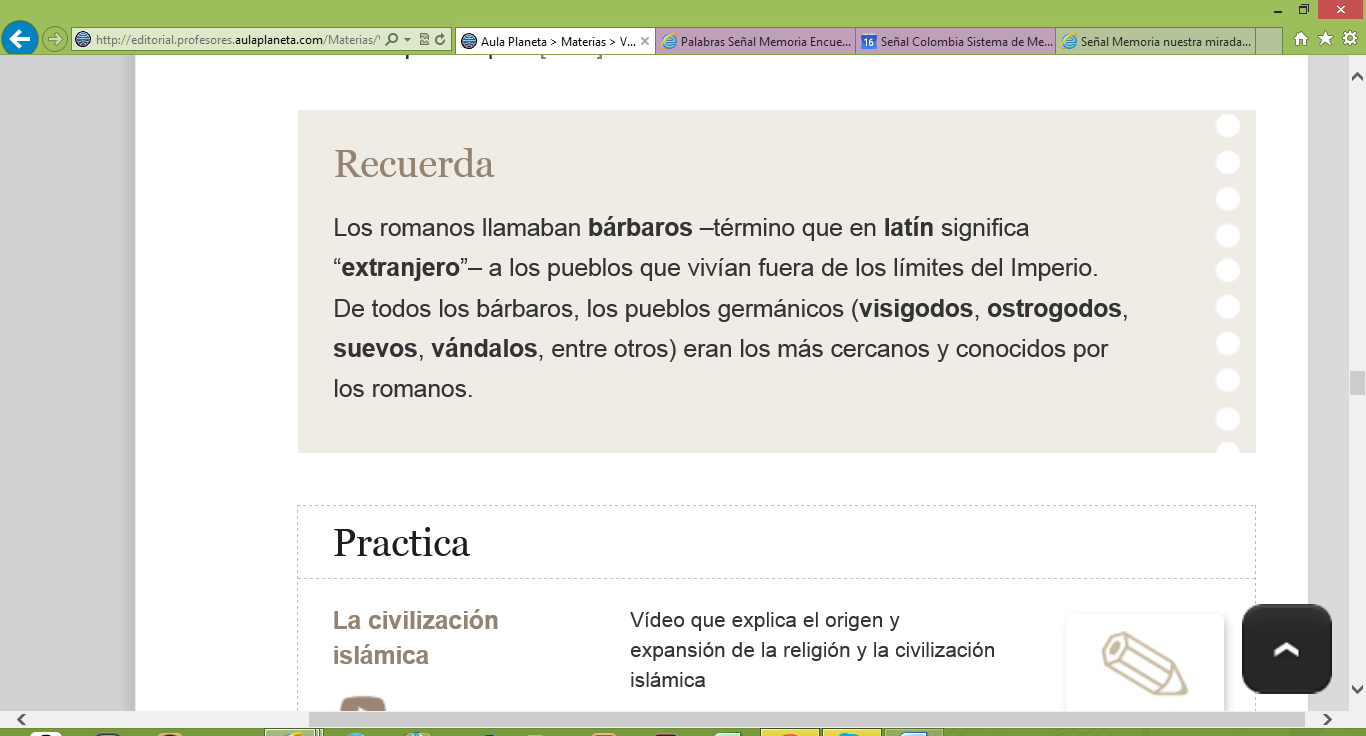 http://editorial.profesores.aulaplaneta.com/Materias/
Aula Planeta > Materias > V...
Palabras Señal Memoria Encue...
16 Señal Colombia Sistema de Me...
Señal Memoria nuestra mirada...
Recuerda
Los romanos llamaban bárbaros –término que en latín significa
“extranjero”– a los pueblos que vivían fuera de los límites del Imperio.
De todos los bárbaros, los pueblos germánicos (visigodos, ostrogodos,
suevos, vándalos, entre otros) eran los más cercanos y conocidos por
los romanos.
Practica
La civilización
islámica
Vídeo que explica el origen y
expansión de la religión y la civilización
islámica